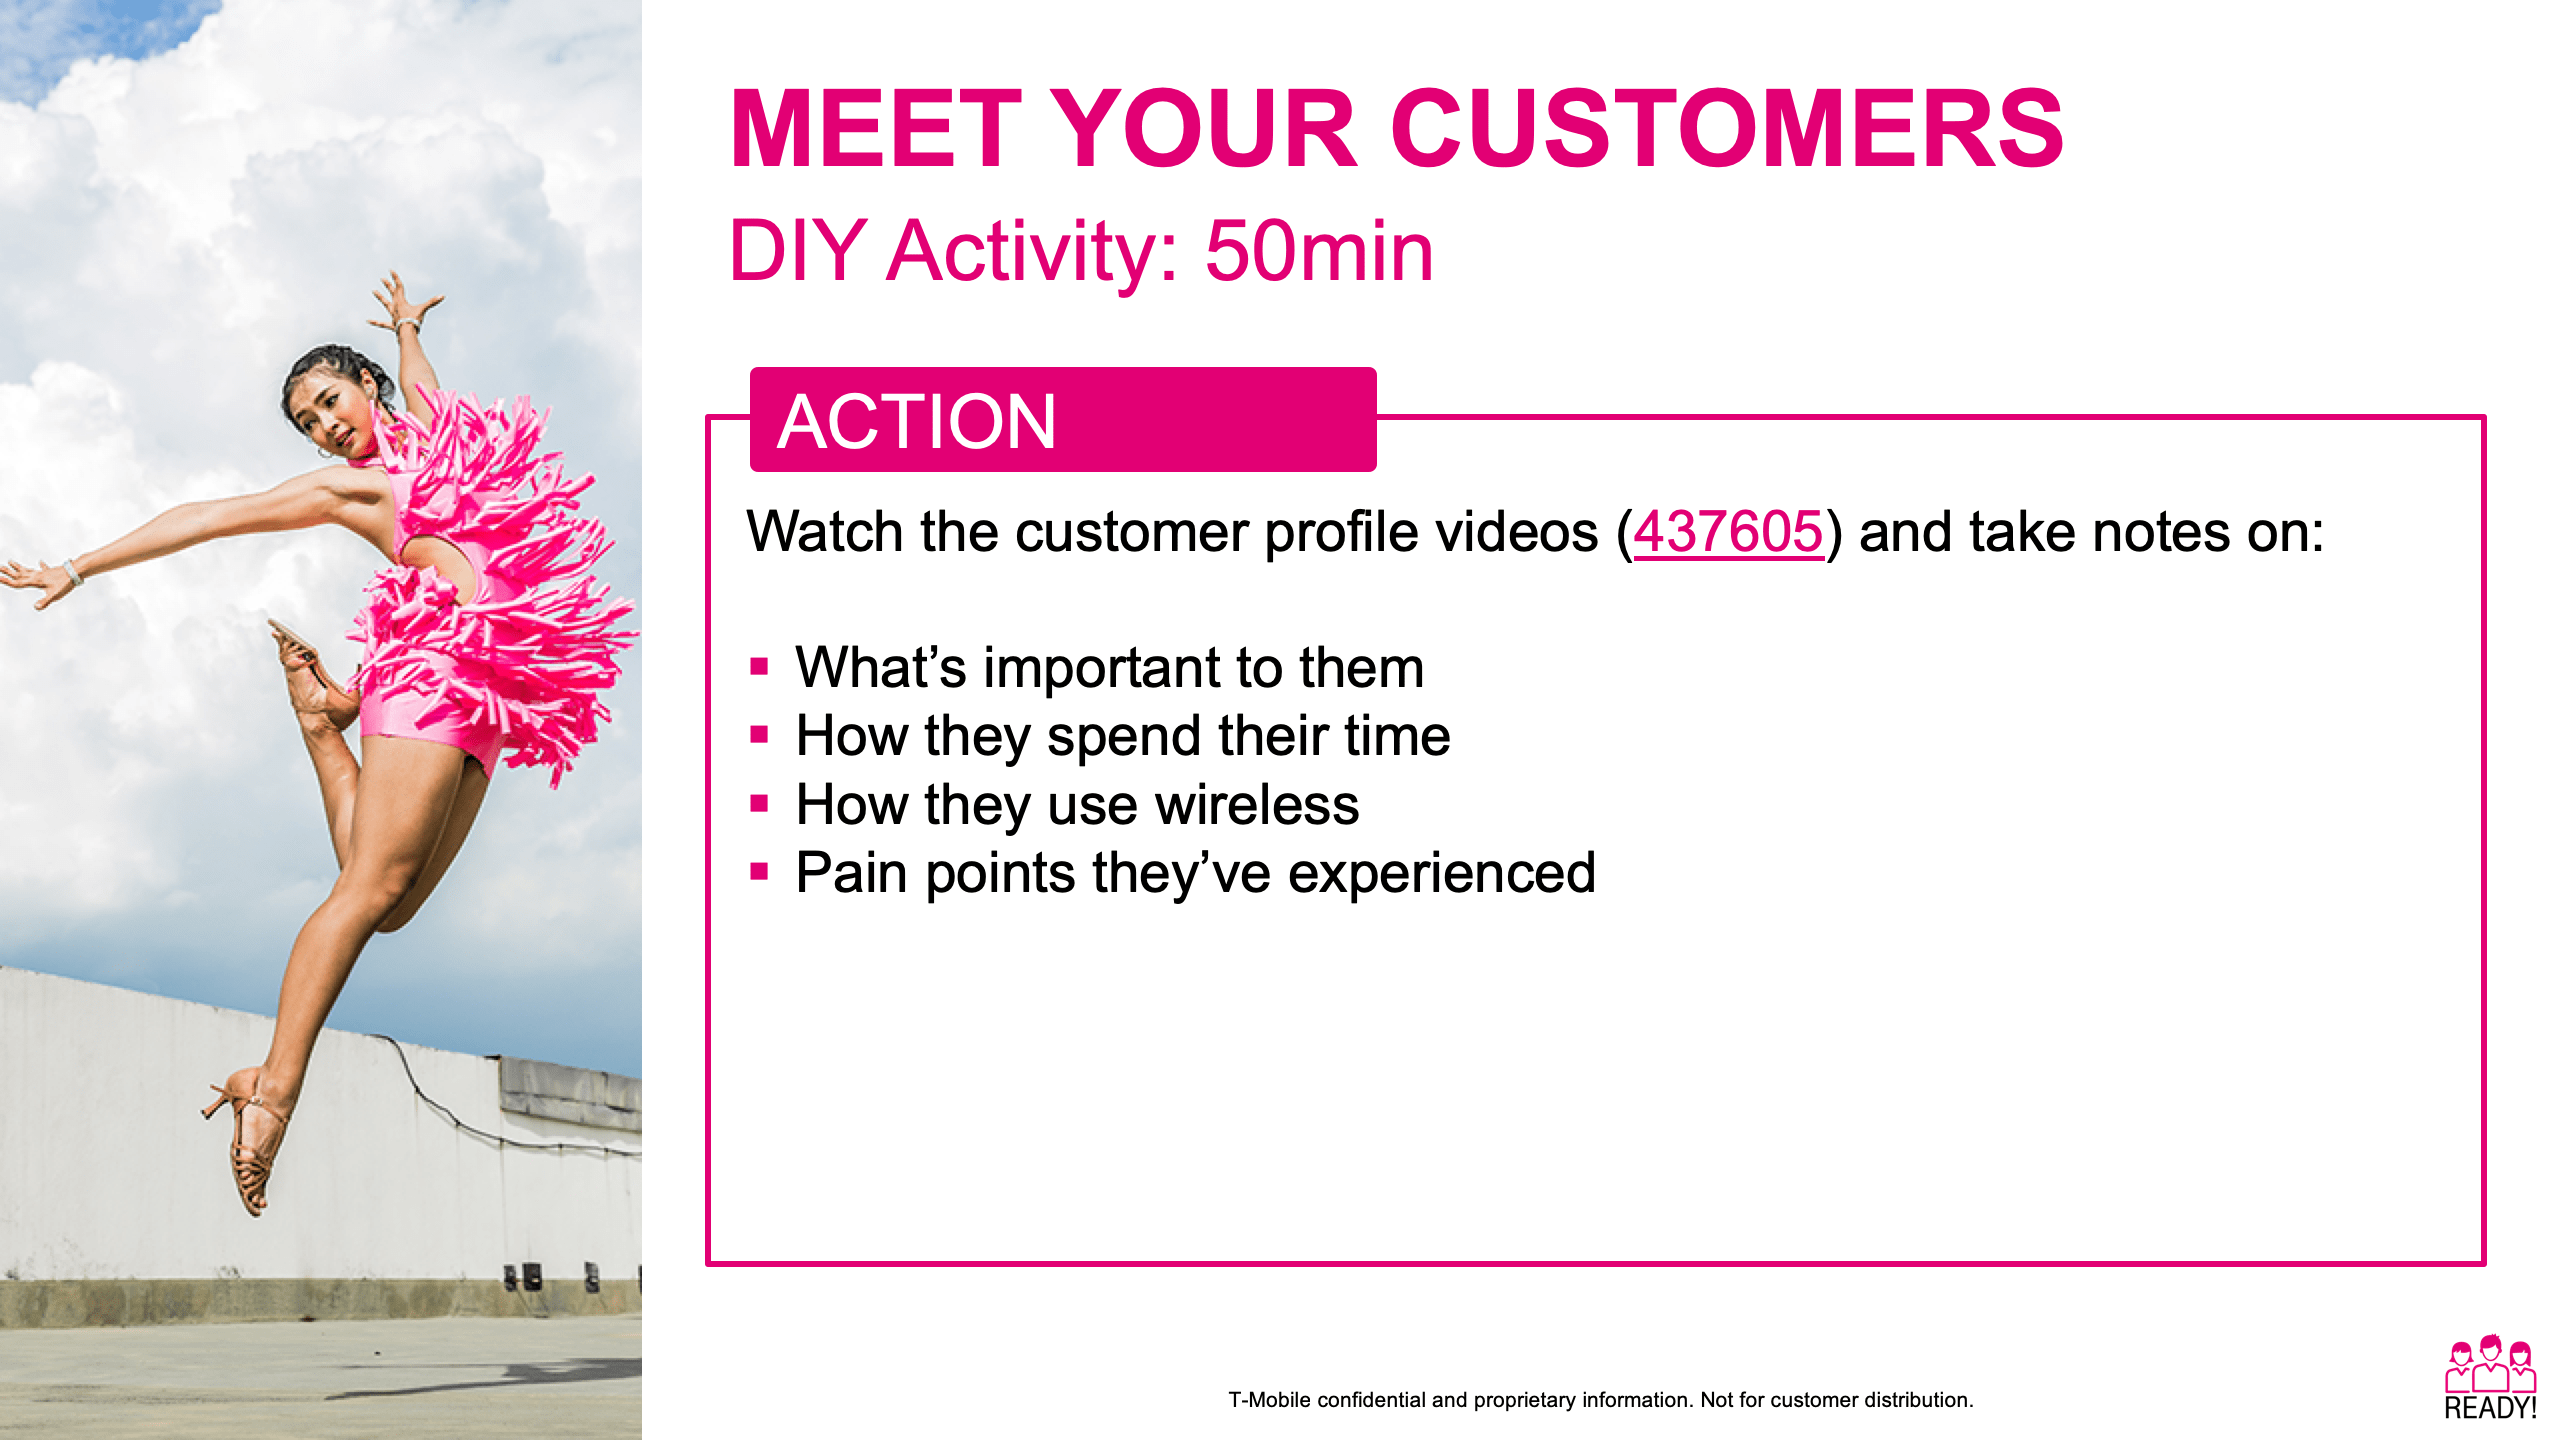 MEET YOUR CUSTOMERS
DIY Activity: 50min
ACTION
Watch the customer profile videos (437605) and take notes on:
▪ What’s important to them
▪ How they spend their time
▪ How they use wireless
▪ Pain points they’ve experienced
T-Mobile confidential and proprietary information. Not for customer distribution.
READY!